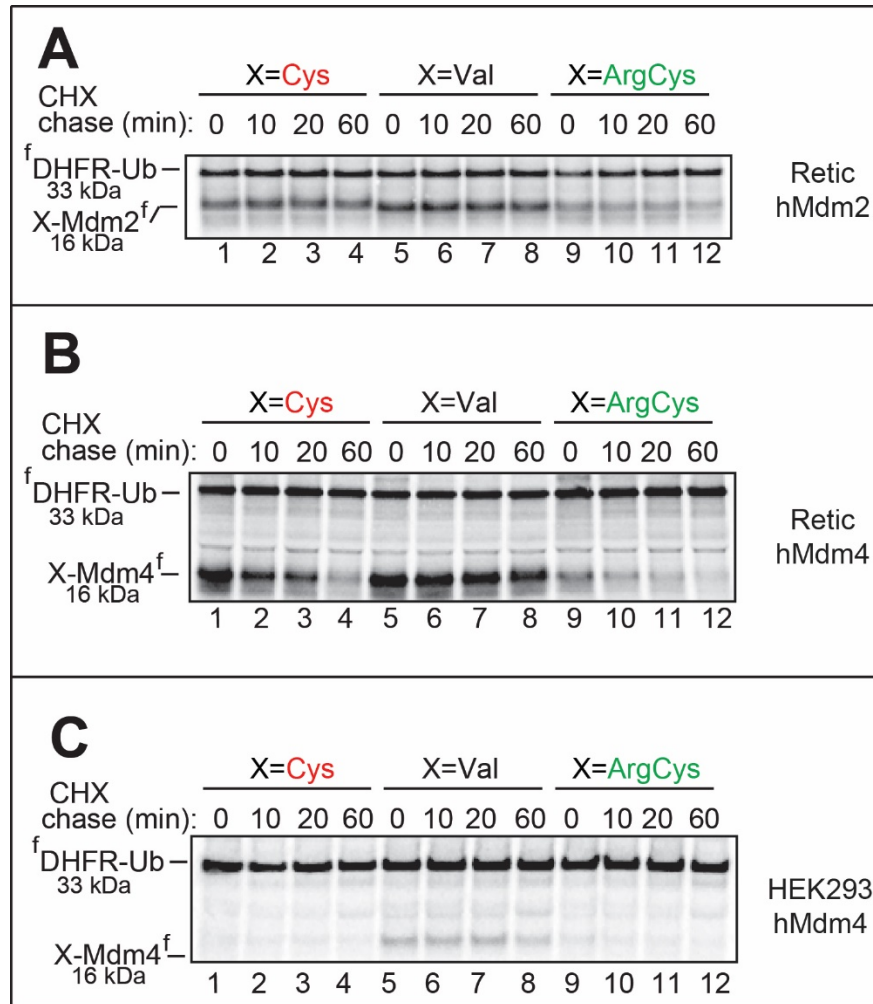 A
X=Cys X=Val X=ArgCys
CHX
chase (min): 0 10 20 60 0 10 20 60 0 10 20 60
fDHFR-Ub
33 kDa
X-Mdm2f
16 kDa
Retic
hMdm2
1 2 3 4 5 6 7 8 9 10 11 12
B
X=Cys X=Val X=ArgCys
CHX
chase (min): 0 10 20 60 0 10 20 60 0 10 20 60
fDHFR-Ub
33 kDa
X-Mdm4f
16 kDa
Retic
hMdm4
1 2 3 4 5 6 7 8 9 10 11 12
C
X=Cys X=Val X=ArgCys
CHX
chase (min): 0 10 20 60 0 10 20 60 0 10 20 60
fDHFR-Ub
33 kDa
X-Mdm4f
16 kDa
HEK293
hMdm4
1 2 3 4 5 6 7 8 9 10 11 12